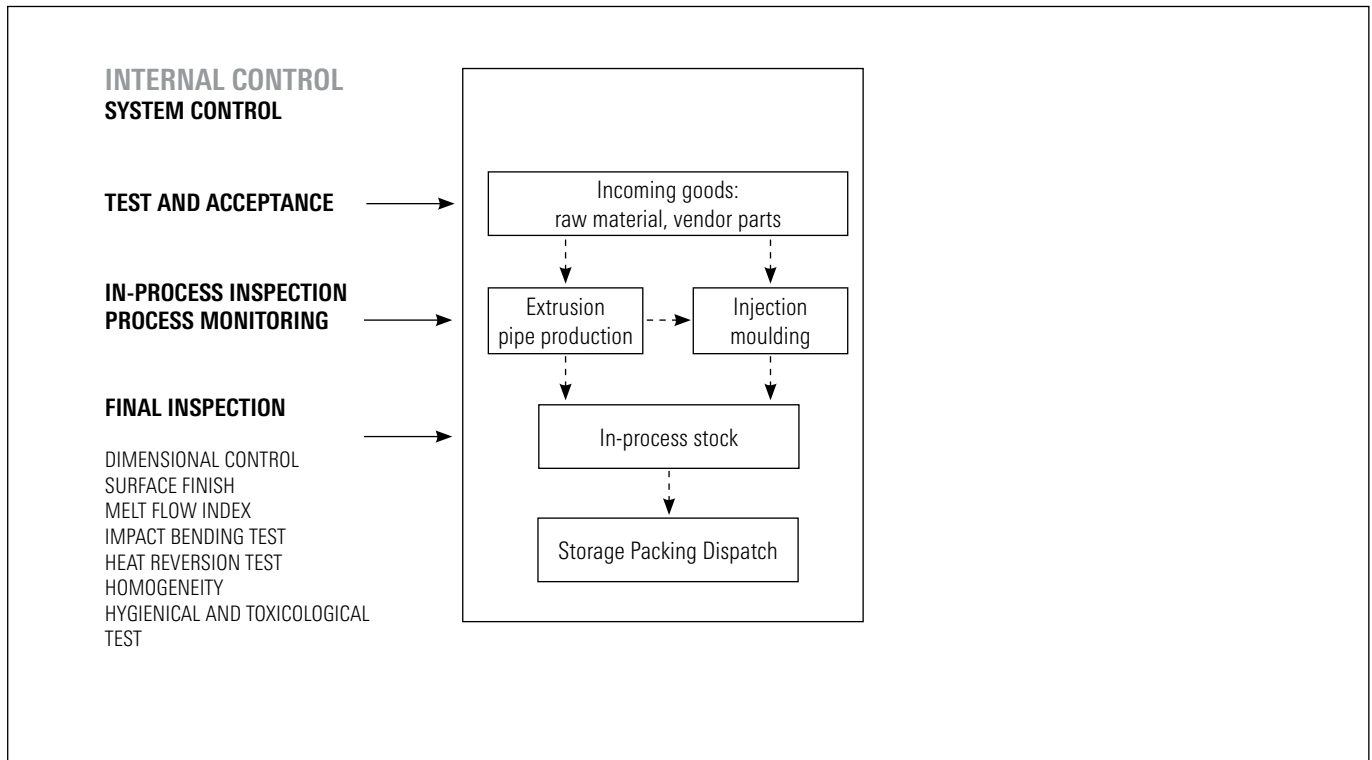 INTERNAL CONTROL
SYSTEM CONTROL
TEST AND ACCEPTANCE
Incoming goods:
raw material, vendor parts
IN-PROCESS INSPECTION
PROCESS MONITORING
Extrusion
pipe production
Injection
moulding
FINAL INSPECTION
In-process stock
DIMENSIONAL CONTROL
SURFACE FINISH
MELT FLOW INDEX
IMPACT BENDING TEST
HEAT REVERSION TEST
HOMOGENEITY
HYGIENICAL AND TOXICOLOGICAL
TEST
Storage Packing Dispatch